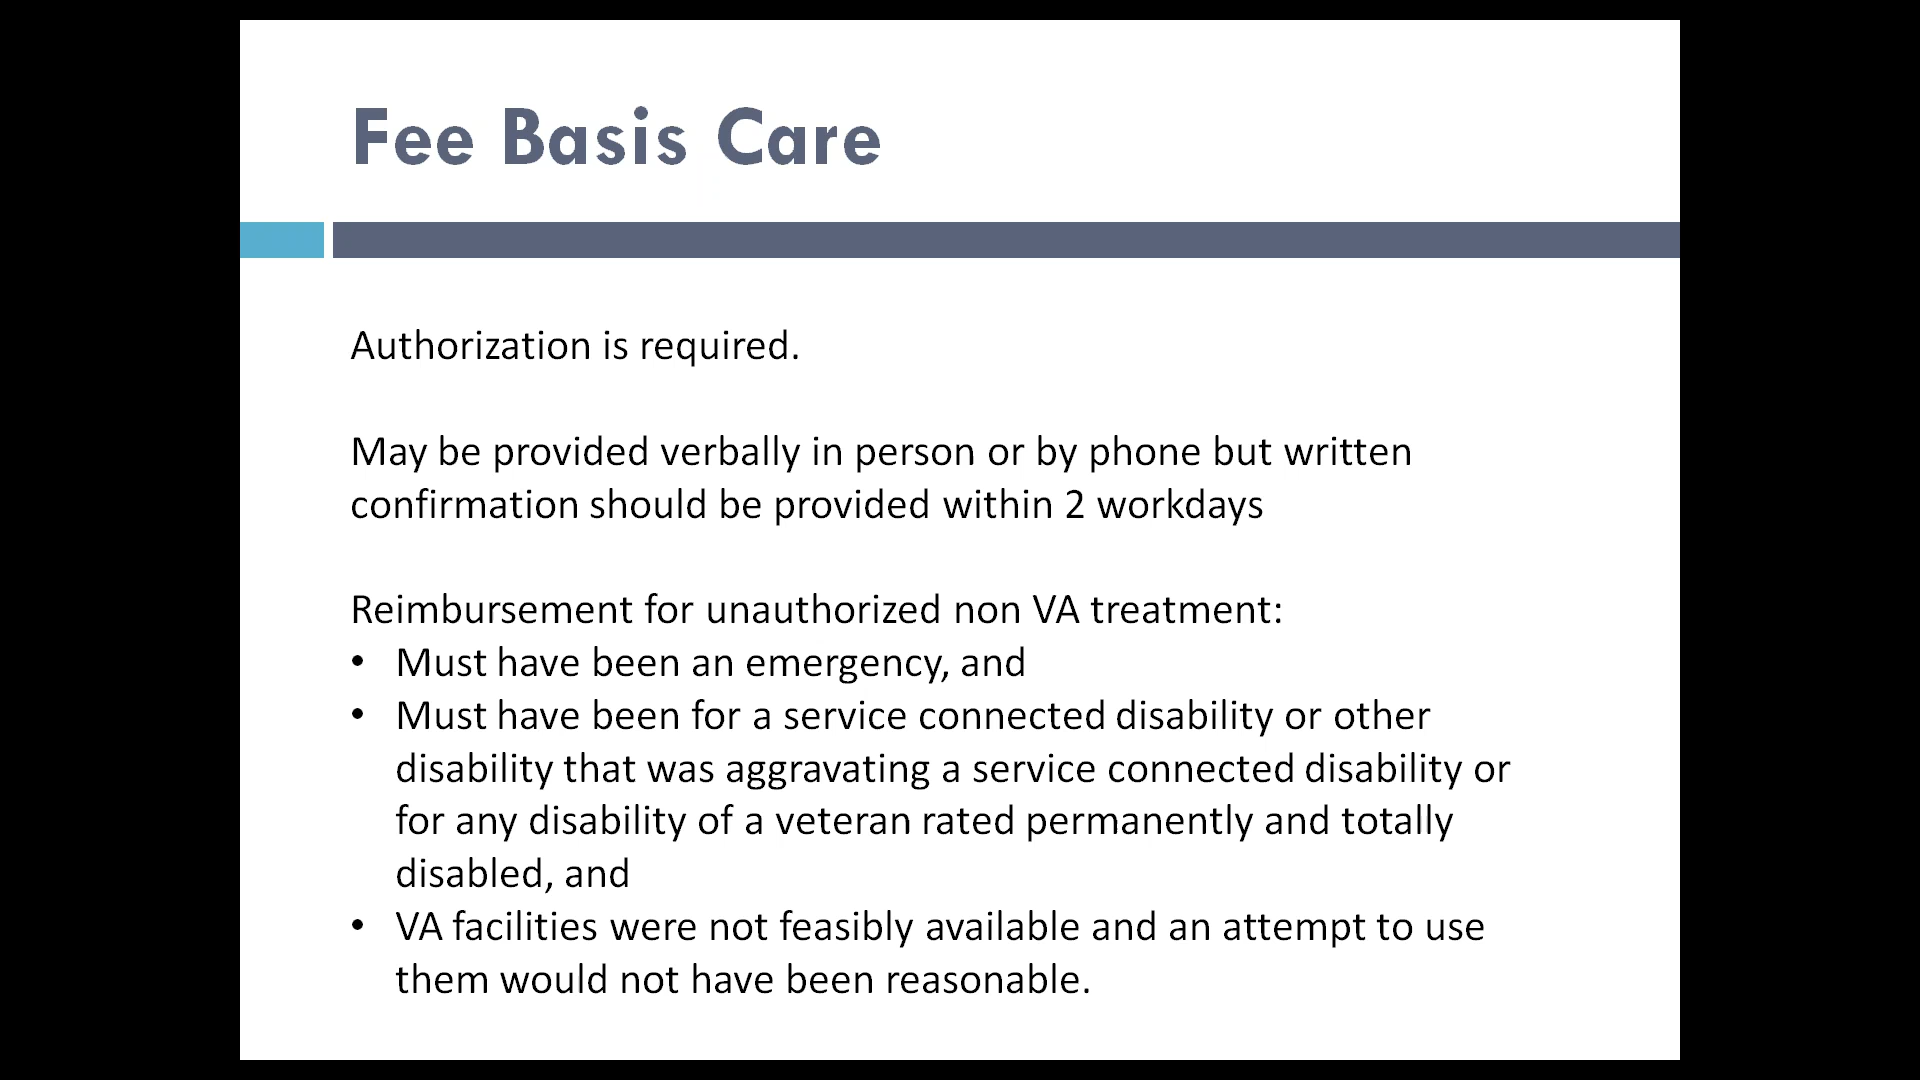 Fee Basis Care
Authorization is required.
May be provided verbally in person or by phone but written
confirmation should be provided within 2 workdays
Reimbursement for unauthorized non VA treatment:
• Must have been an emergency, and
• Must have been for a service connected disability or other
disability that was aggravating a service connected disability or
for any disability of a veteran rated permanently and totally
disabled, and
• VA facilities were not feasibly available and an attempt to use
them would not have been reasonable.